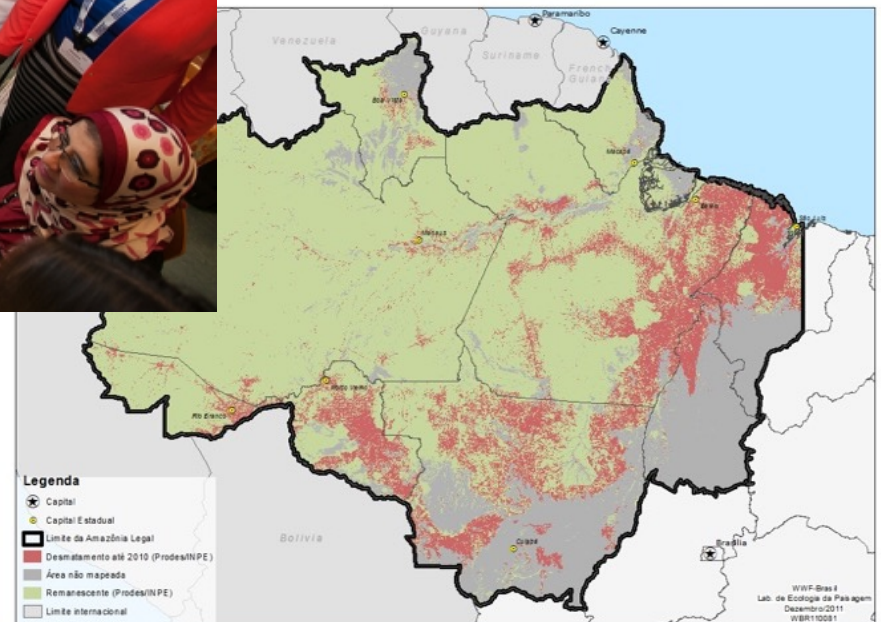 Paramaribo
Cayenne
Venezuela
Guyana
Suriname
French
Guiana
Boa Vista
Macapá
Belém
São Luís
Manaus
Porto Velho
Rio Branco
Bolivia
Cuiabá
Brasília
Legenda
Capital
Capital Estadual
Limite da Amazônia Legal
Desmatamento até 2010 (Prodes/INPE)
Área não mapeada
Remanescente (Prodes/INPE)
Limite internacional
WWF-Brasil
Lab. de Ecologia da Paisagem
Dezembro/2011
WBR110081